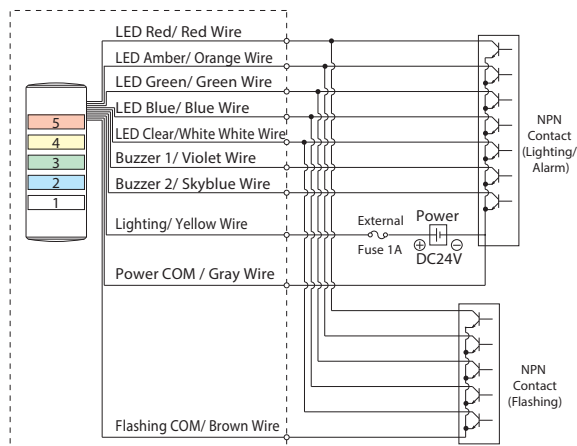 LED Red/ Red Wire
LED Amber/ Orange Wire
LED Green/ Green Wire
LED Blue/ Blue Wire
LED Clear/White White Wire
Buzzer 1/ Violet Wire
Buzzer 2/ Skyblue Wire
Lighting/ Yellow Wire
Power COM / Gray Wire
Flashing COM/ Brown Wire
5
4
3
2
1
External
Fuse 1A
Power
⊕ ⊖
DC24V
NPN
Contact
(Lighting/
Alarm)
NPN
Contact
(Flashing)